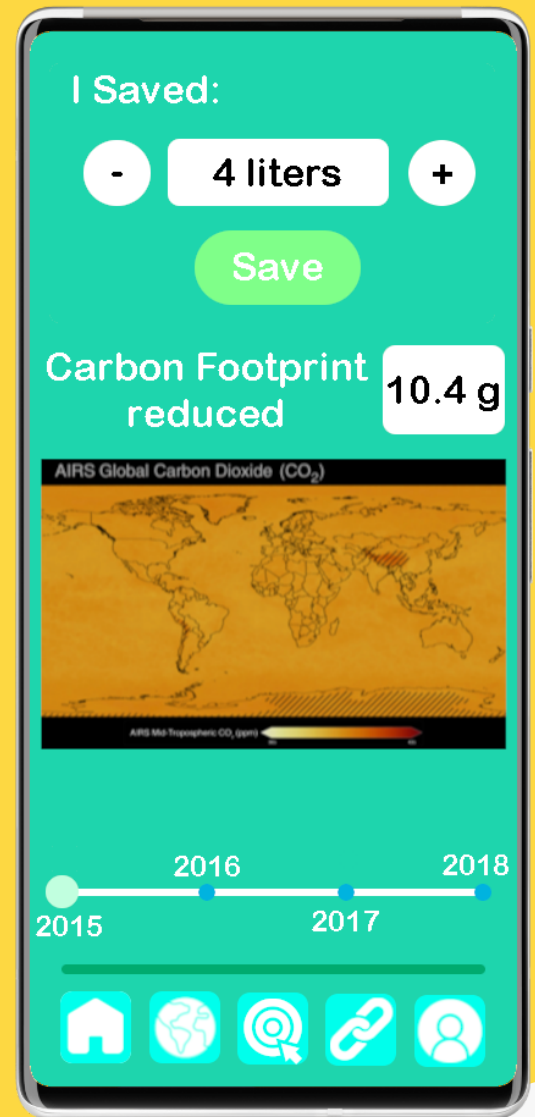 I Saved:
-
4 liters
+
Save
Carbon Footprint
reduced
10.4 g
AIRS Global Carbon Dioxide (CO₂)
AIRS Mid-Tropospheric CO₂ (ppm)
2016
2018
2015
2017